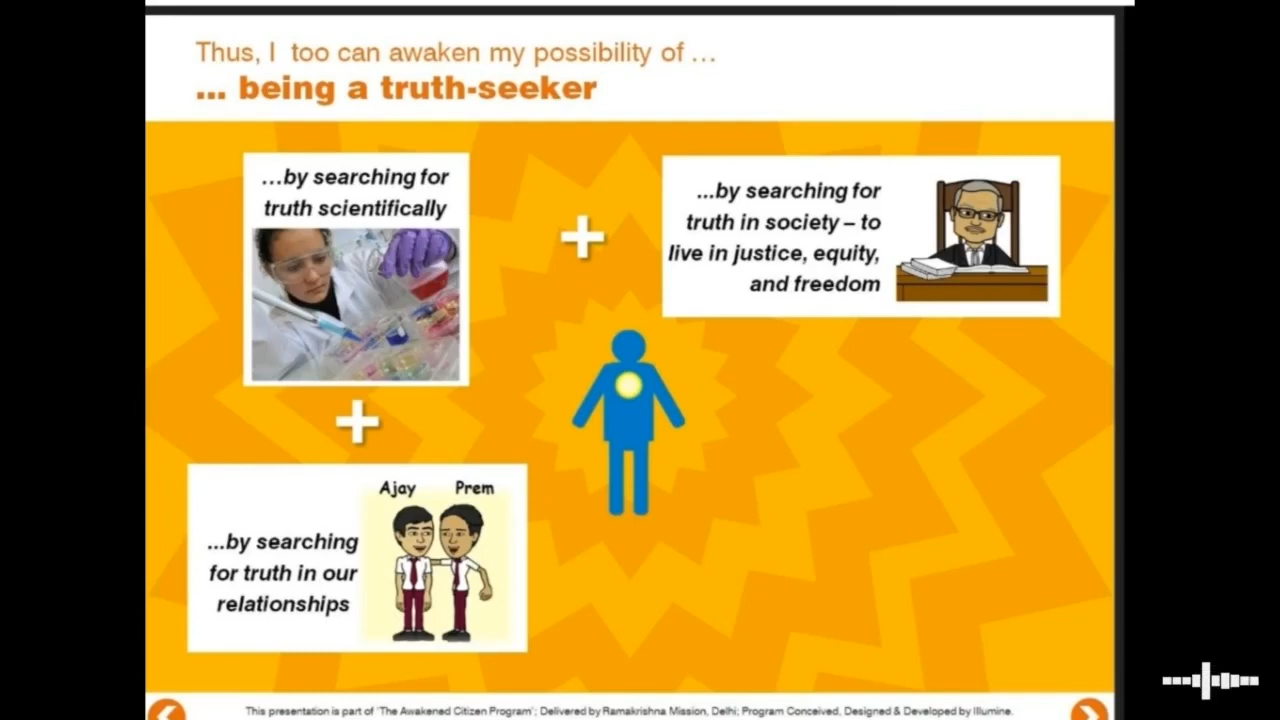 Thus, I too can awaken my possibility of ...
... being a truth-seeker
...by searching for
truth scientifically
...by searching for
truth in society – to
live in justice, equity,
and freedom
Ajay Prem
...by searching
for truth in our
relationships
This presentation is part of 'The Awakened Citizen Program'; Delivered by Ramakrishna Mission, Delhi; Program Conceived, Designed & Developed by Illumine.